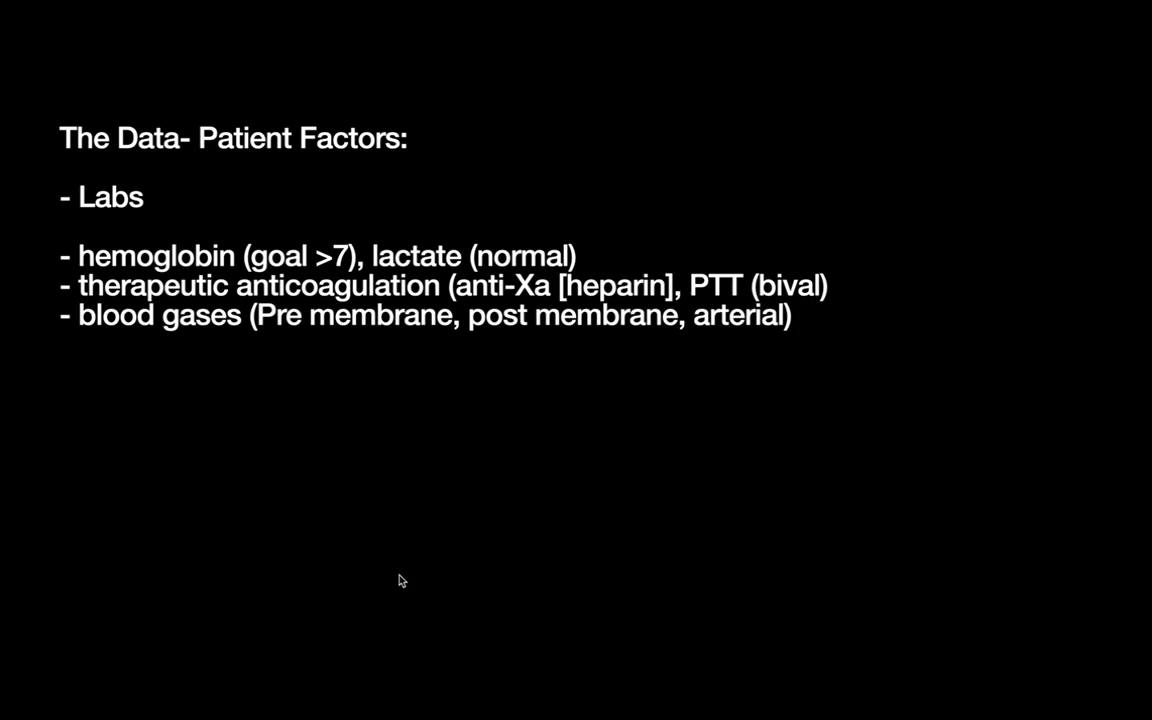 The Data- Patient Factors:
- Labs
- hemoglobin (goal >7), lactate (normal)
- therapeutic anticoagulation (anti-Xa [heparin], PTT (bival)
- blood gases (Pre membrane, post membrane, arterial)